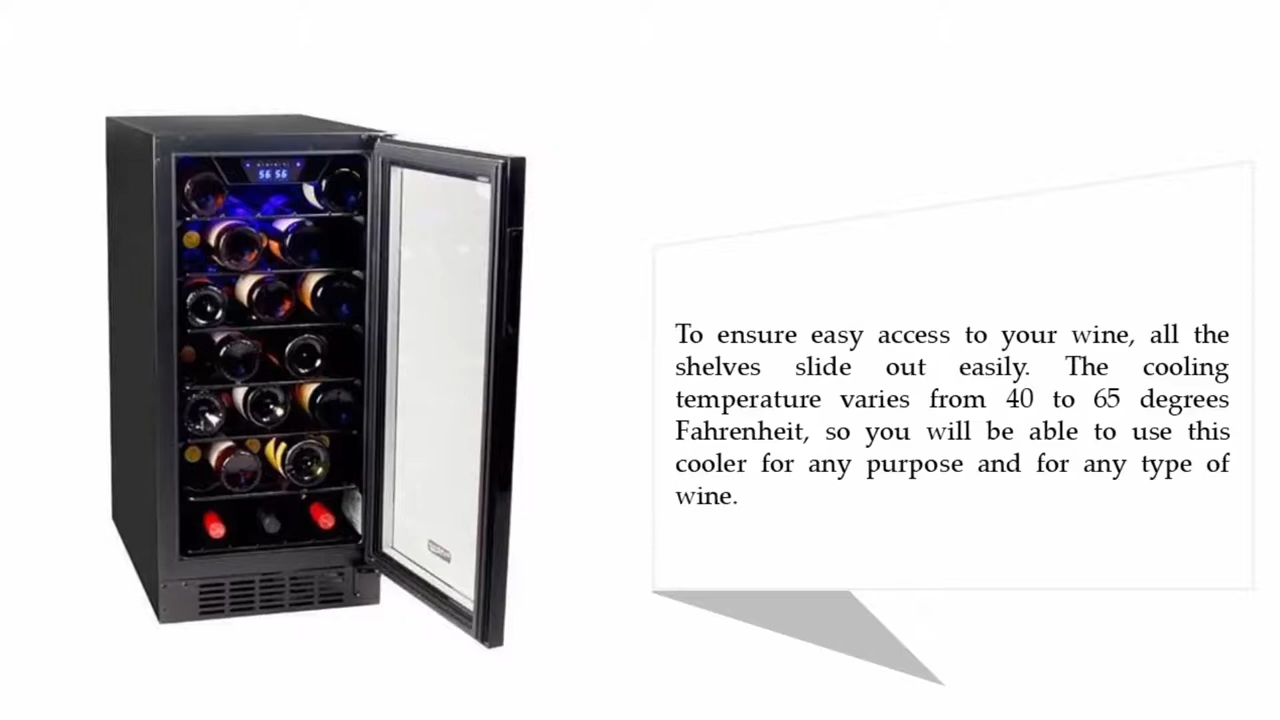 56 56
To ensure easy access to your wine, all the
shelves slide out easily. The cooling
temperature varies from 40 to 65 degrees
Fahrenheit, so you will be able to use this
cooler for any purpose and for any type of
wine.